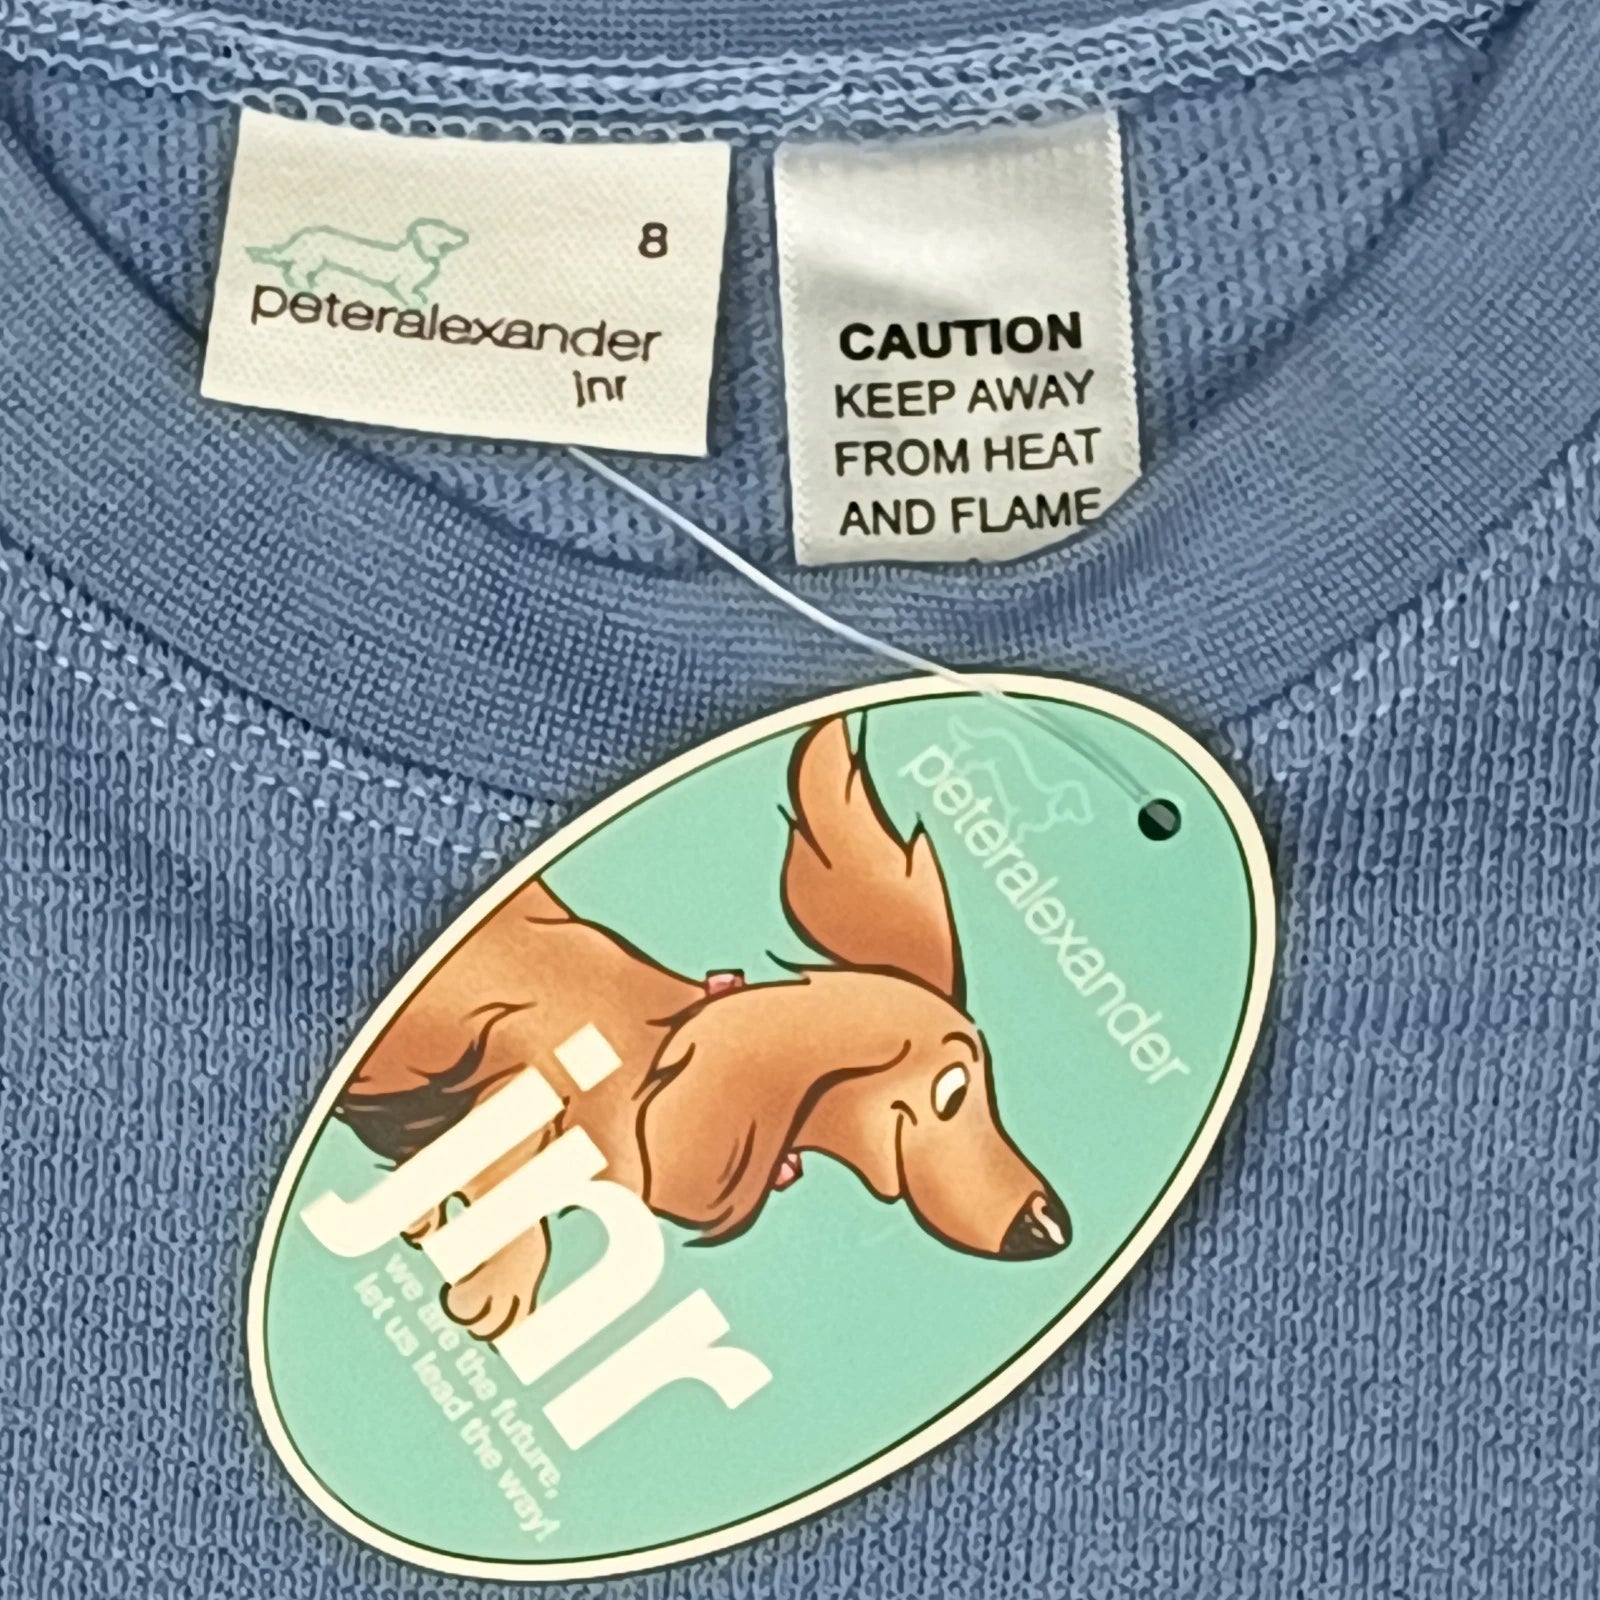 8
peteralexander
jnr
CAUTION
KEEP AWAY
FROM HEAT
AND FLAME
peteralexander
jnr
we are the future,
let us lead the way!